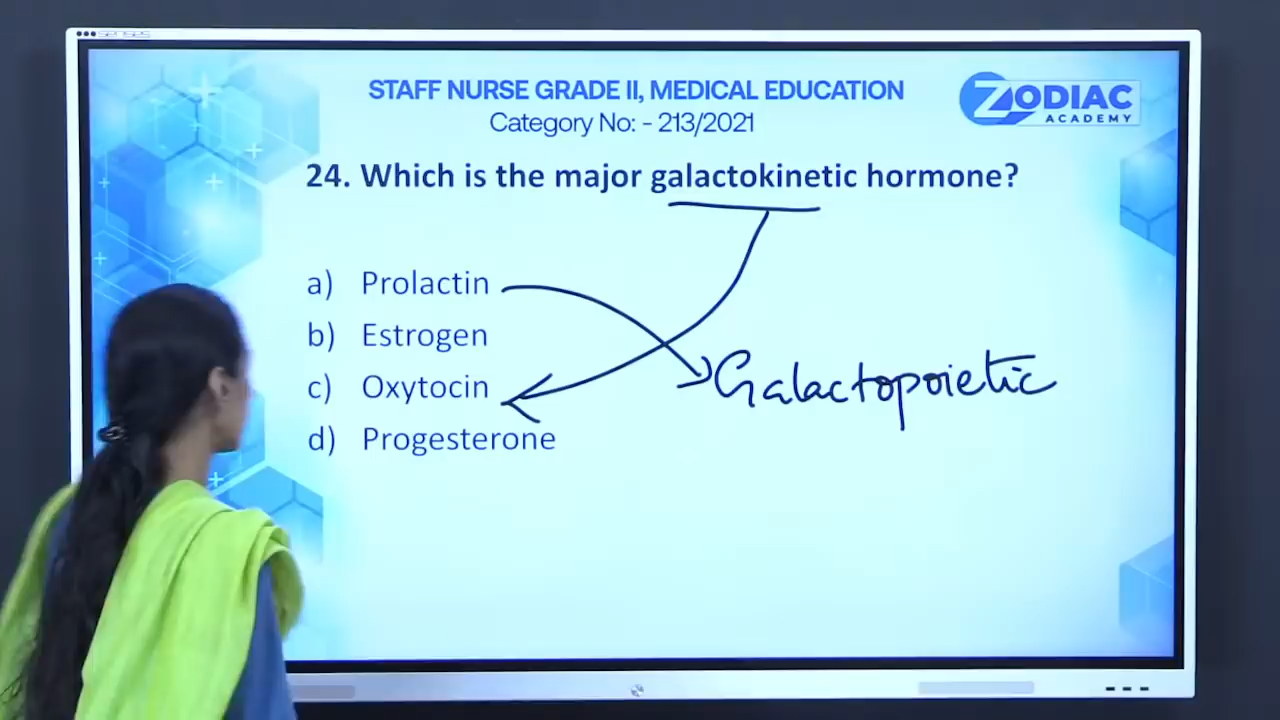 senses
STAFF NURSE GRADE II, MEDICAL EDUCATION
Category No: - 213/2021
ZODIAC
ACADEMY
24. Which is the major galactokinetic hormone?
a) Prolactin
b) Estrogen
c) Oxytocin
Galactopoietic
d) Progesterone